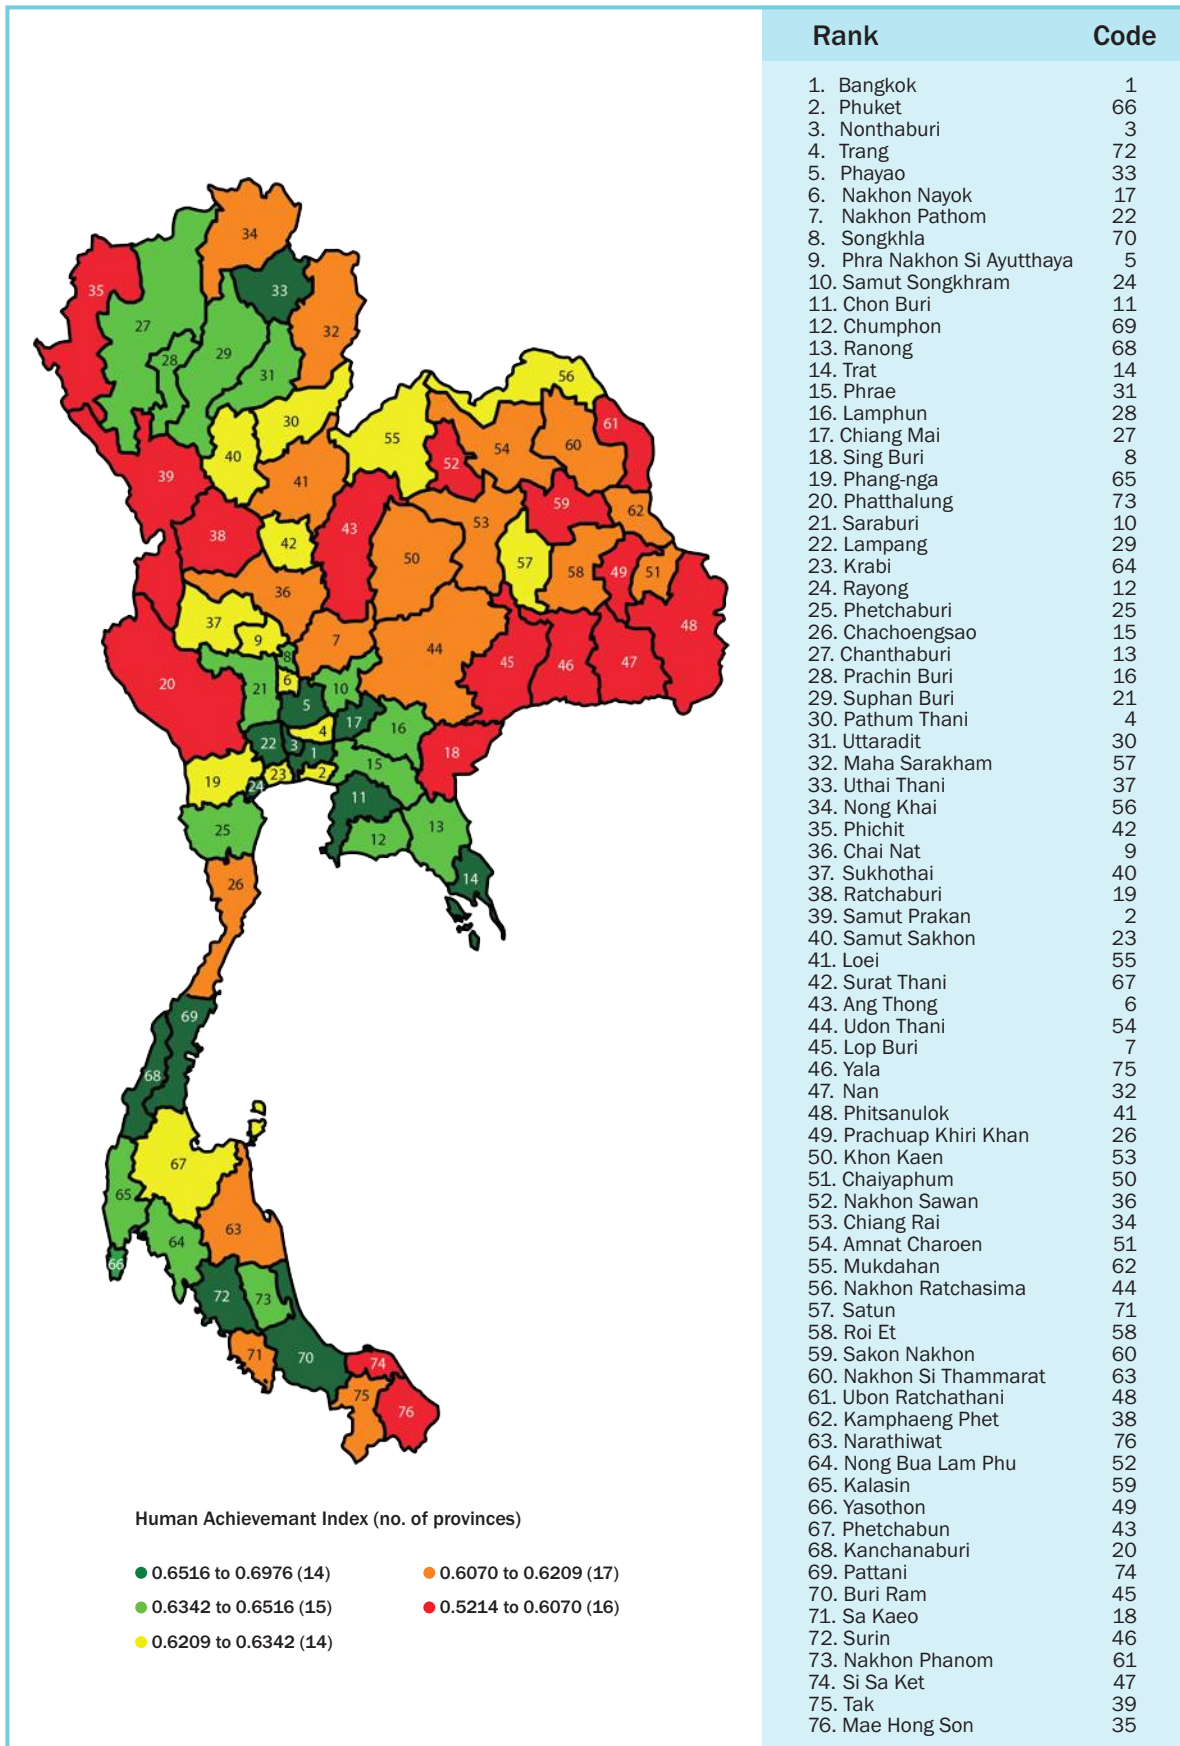 Rank Code
1. Bangkok 1
2. Phuket 66
3. Nonthaburi 3
4. Trang 72
5. Phayao 33
6. Nakhon Nayok 17
7. Nakhon Pathom 22
8. Songkhla 70
9. Phra Nakhon Si Ayutthaya 5
10. Samut Songkhram 24
11. Chon Buri 11
12. Chumphon 69
13. Ranong 68
14. Trat 14
15. Phrae 31
16. Lamphun 28
17. Chiang Mai 27
18. Sing Buri 8
19. Phang-nga 65
20. Phatthalung 73
21. Saraburi 10
22. Lampang 29
23. Krabi 64
24. Rayong 12
25. Phetchaburi 25
26. Chachoengsao 15
27. Chanthaburi 13
28. Prachin Buri 16
29. Suphan Buri 21
30. Pathum Thani 4
31. Uttaradit 30
32. Maha Sarakham 57
33. Uthai Thani 37
34. Nong Khai 56
35. Phichit 42
36. Chai Nat 9
37. Sukhothai 40
38. Ratchaburi 19
39. Samut Prakan 2
40. Samut Sakhon 23
41. Loei 55
42. Surat Thani 67
43. Ang Thong 6
44. Udon Thani 54
45. Lop Buri 7
46. Yala 75
47. Nan 32
48. Phitsanulok 41
49. Prachuap Khiri Khan 26
50. Khon Kaen 53
51. Chaiyaphum 50
52. Nakhon Sawan 36
53. Chiang Rai 34
54. Amnat Charoen 51
55. Mukdahan 62
56. Nakhon Ratchasima 44
57. Satun 71
58. Roi Et 58
59. Sakon Nakhon 60
60. Nakhon Si Thammarat 63
61. Ubon Ratchathani 48
62. Kamphaeng Phet 38
63. Narathiwat 76
64. Nong Bua Lam Phu 52
65. Kalasin 59
66. Yasothon 49
67. Phetchabun 43
68. Kanchanaburi 20
69. Pattani 74
70. Buri Ram 45
71. Sa Kaeo 18
72. Surin 46
73. Nakhon Phanom 61
74. Si Sa Ket 47
75. Tak 39
76. Mae Hong Son 35
34
35
33
27
32
29
28
31
56
30
61
55
54
60
40
52
39
41
59
62
53
43
38
42
50
57
58
49
51
36
37
48
9
7
44
8
45
46
47
20
6
21
10
5
17
16
4
22
3
1
18
15
23
2
19
24
11
25
13
12
14
26
69
68
67
65
63
64
66
72
73
71
70
74
75
76
Human Achievemant Index (no. of provinces)
0.6516 to 0.6976 (14)
0.6342 to 0.6516 (15)
0.6209 to 0.6342 (14)
0.6070 to 0.6209 (17)
0.5214 to 0.6070 (16)